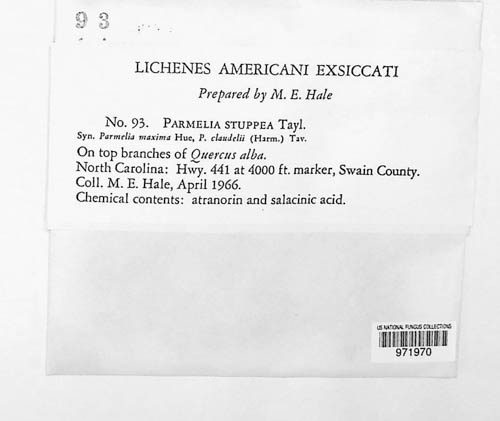 93
LICHENES AMERICANI EXSICCATI
Prepared by M. E. Hale
No. 93. PARMELIA STUPPEA Tayl.
Syn. Parmelia maxima Hue, P. claudelii (Harm.) Tav.
On top branches of Quercus alba.
North Carolina: Hwy. 441 at 4000 ft. marker, Swain County.
Coll. M. E. Hale, April 1966.
Chemical contents: atranorin and salacinic acid.
US NATIONAL FUNGUS COLLECTIONS
971970